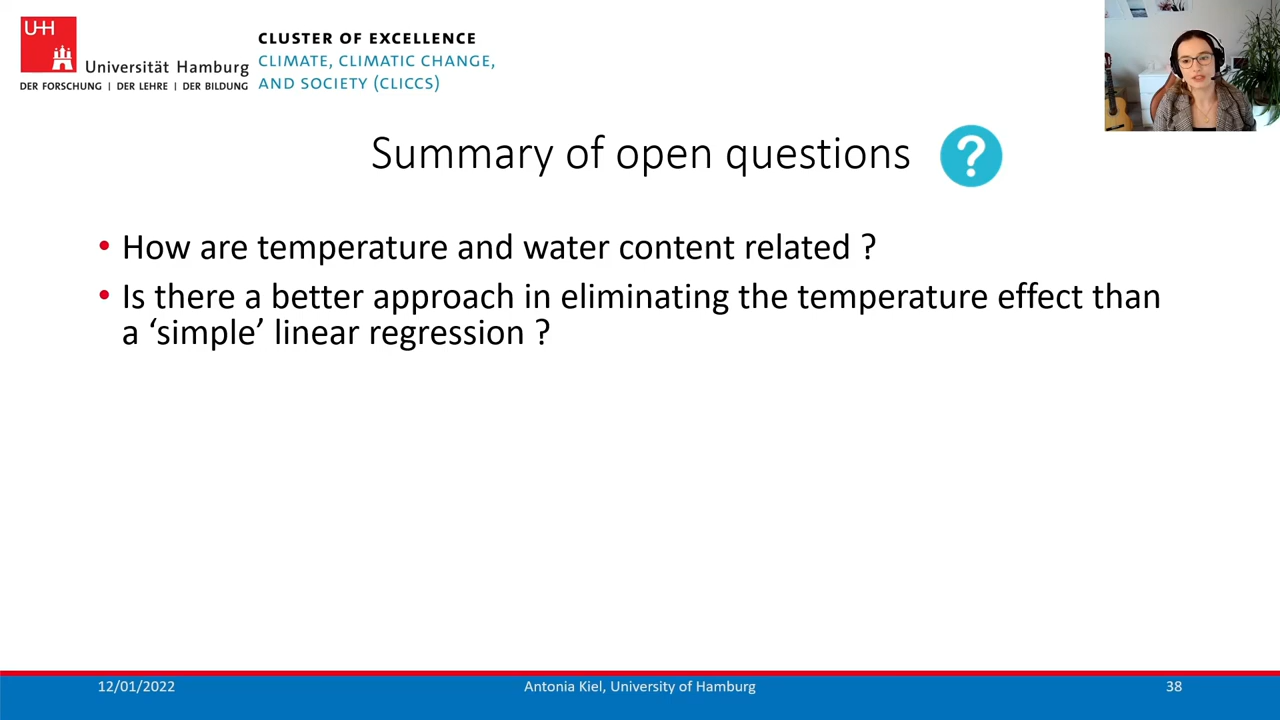 UH
Universität Hamburg
DER FORSCHUNG | DER LEHRE | DER BILDUNG
CLUSTER OF EXCELLENCE
CLIMATE, CLIMATIC CHANGE,
AND SOCIETY (CLICCS)
Summary of open questions ?
• How are temperature and water content related ?
• Is there a better approach in eliminating the temperature effect than
a ‘simple’ linear regression ?
12/01/2022 Antonia Kiel, University of Hamburg 38